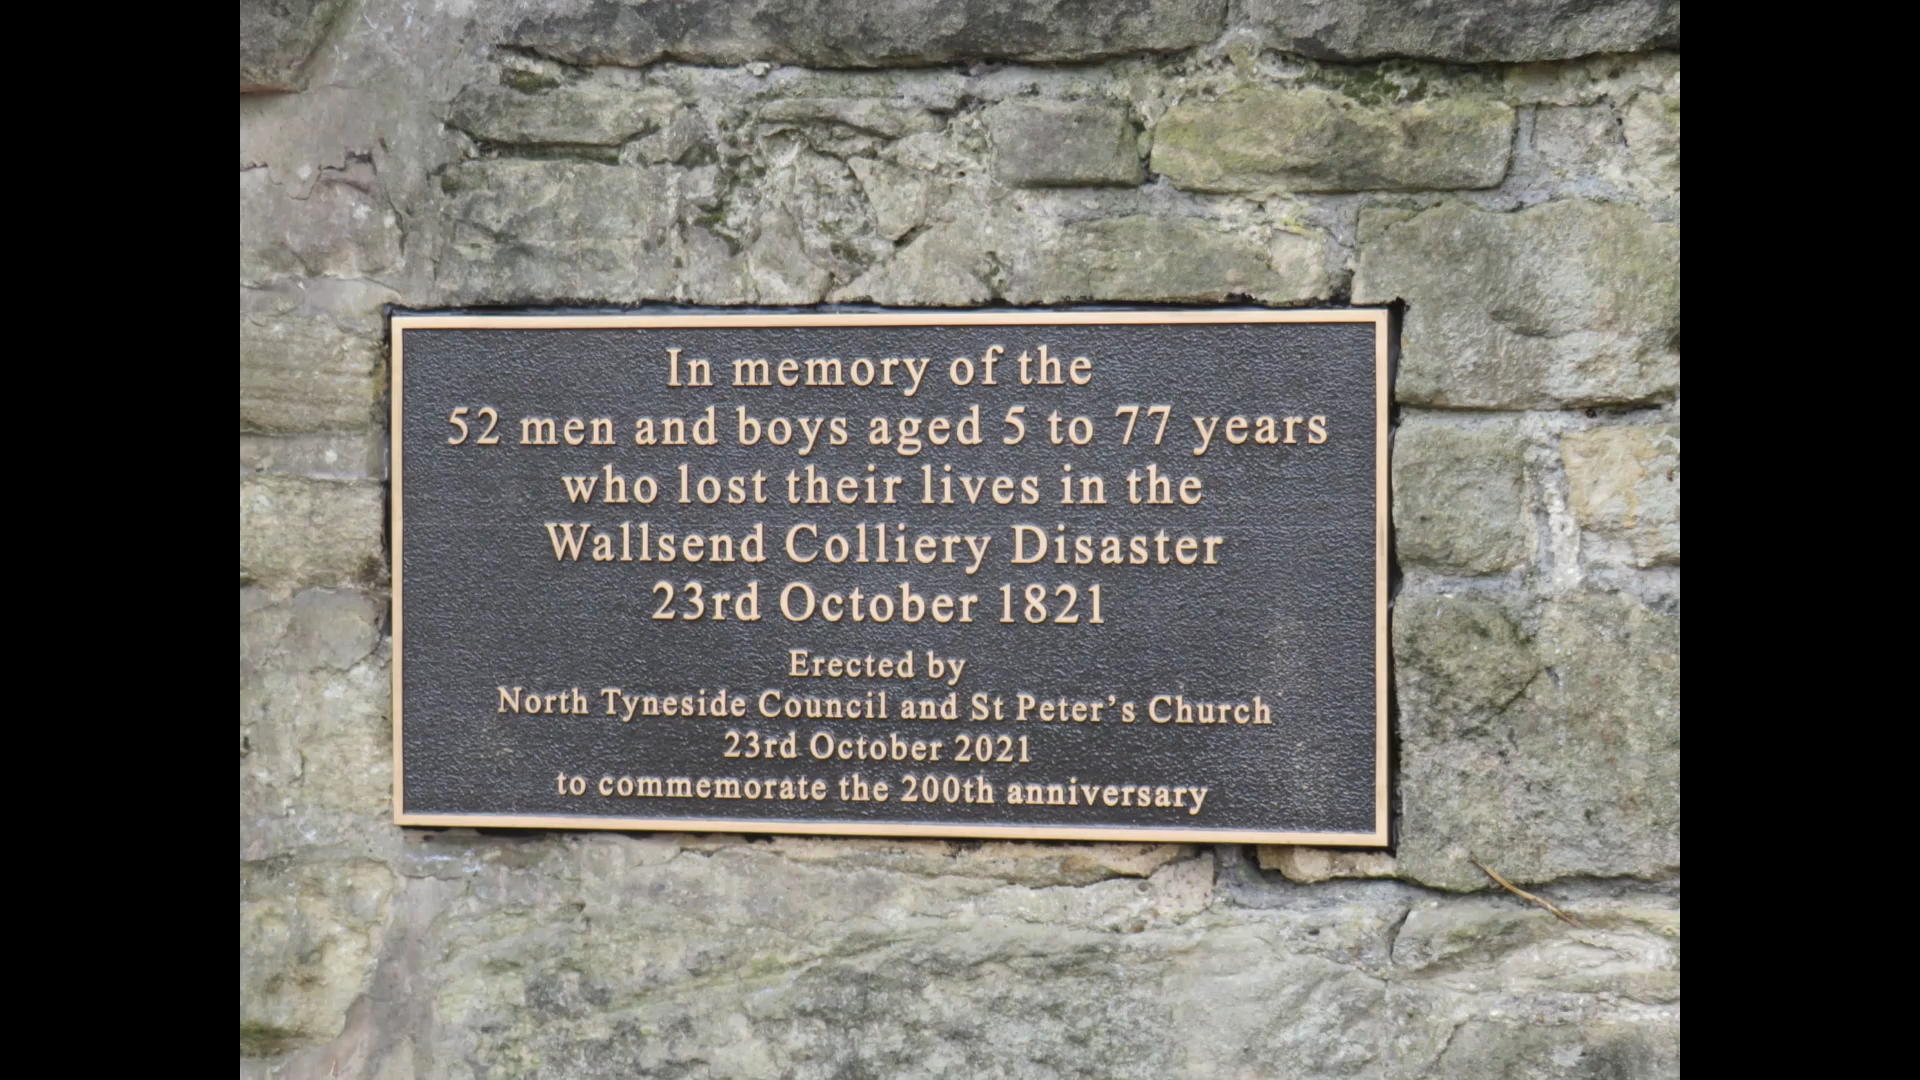 In memory of the
52 men and boys aged 5 to 77 years
who lost their lives in the
Wallsend Colliery Disaster
23rd October 1821
Erected by
North Tyneside Council and St Peter's Church
23rd October 2021
to commemorate the 200th anniversary